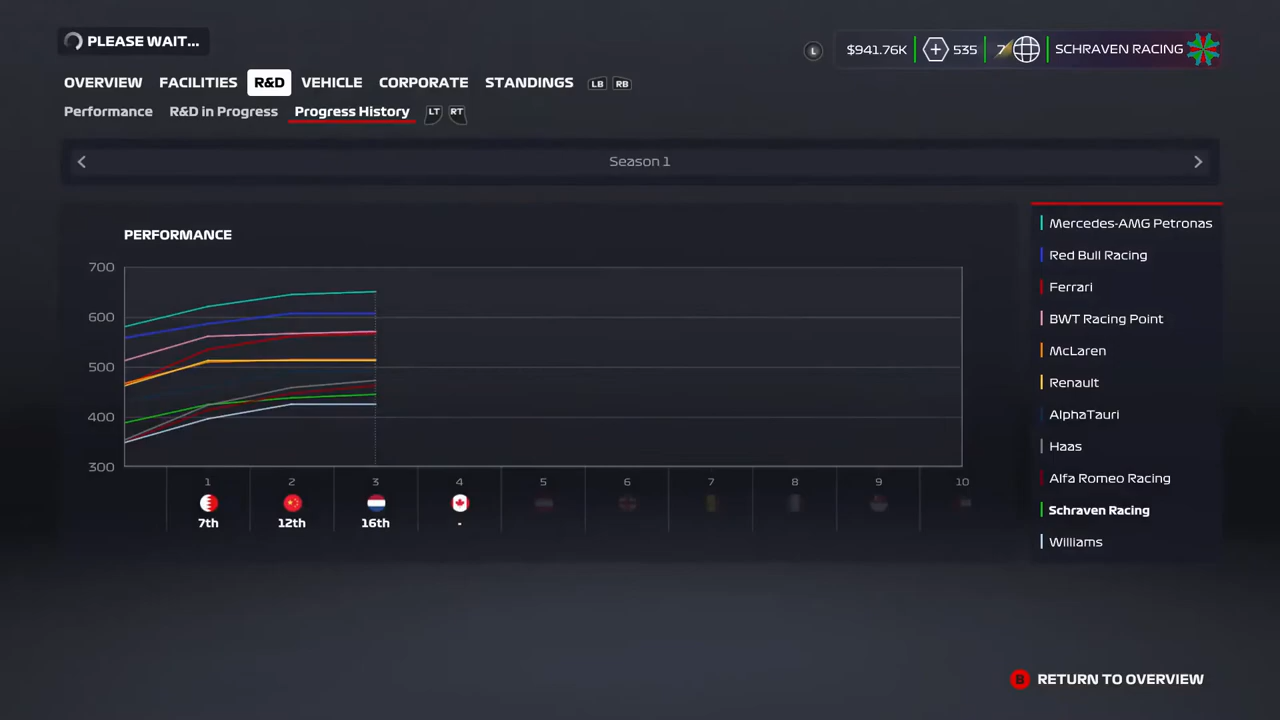 PLEASE WAIT...
L $941.76K 535 7 SCHRAVEN RACING
OVERVIEW FACILITIES R&D VEHICLE CORPORATE STANDINGS LB RB
Performance R&D in Progress Progress History LT RT
Season 1
PERFORMANCE
700
600
500
400
300
1 2 3 4 5 6 7 8 9 10
7th 12th 16th -
Mercedes-AMG Petronas
Red Bull Racing
Ferrari
BWT Racing Point
McLaren
Renault
AlphaTauri
Haas
Alfa Romeo Racing
Schraven Racing
Williams
B RETURN TO OVERVIEW